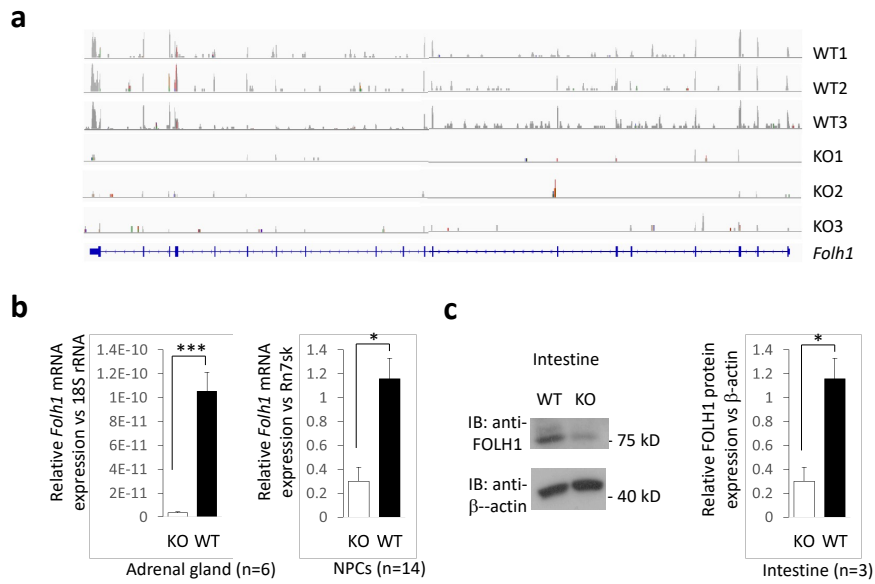 a
WT1
WT2
WT3
KO1
KO2
KO3
Folh1
b
Relative Folh1 mRNA
expression vs 18S rRNA
1.4E-10
1.2E-10
1E-10
8E-11
6E-11
4E-11
2E-11
0
***
KO WT
Adrenal gland (n=6)
Relative Folh1 mRNA
expression vs Rn7sk
1.4
1.2
1
0.8
0.6
0.4
0.2
0
*
KO WT
NPCs (n=14)
c
Intestine
WT KO
IB: anti-
FOLH1
- 75 kD
IB: anti-
β--actin
- 40 kD
Relative FOLH1 protein
expression vs β-actin
1.4
1.2
1
0.8
0.6
0.4
0.2
0
*
KO WT
Intestine (n=3)